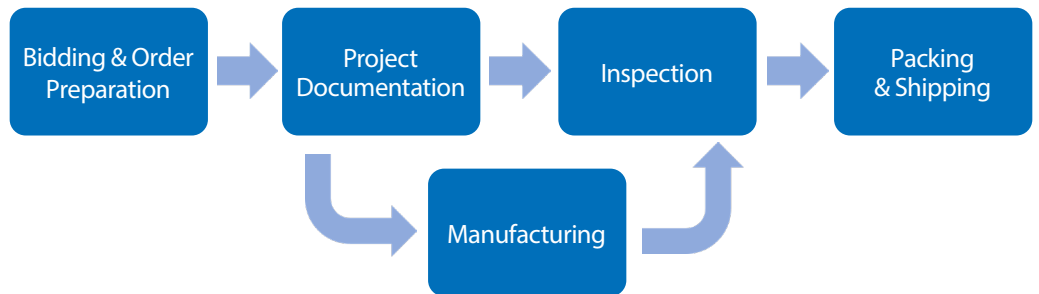 Bidding & Order
Preparation
Project
Documentation
Inspection
Packing
& Shipping
Manufacturing